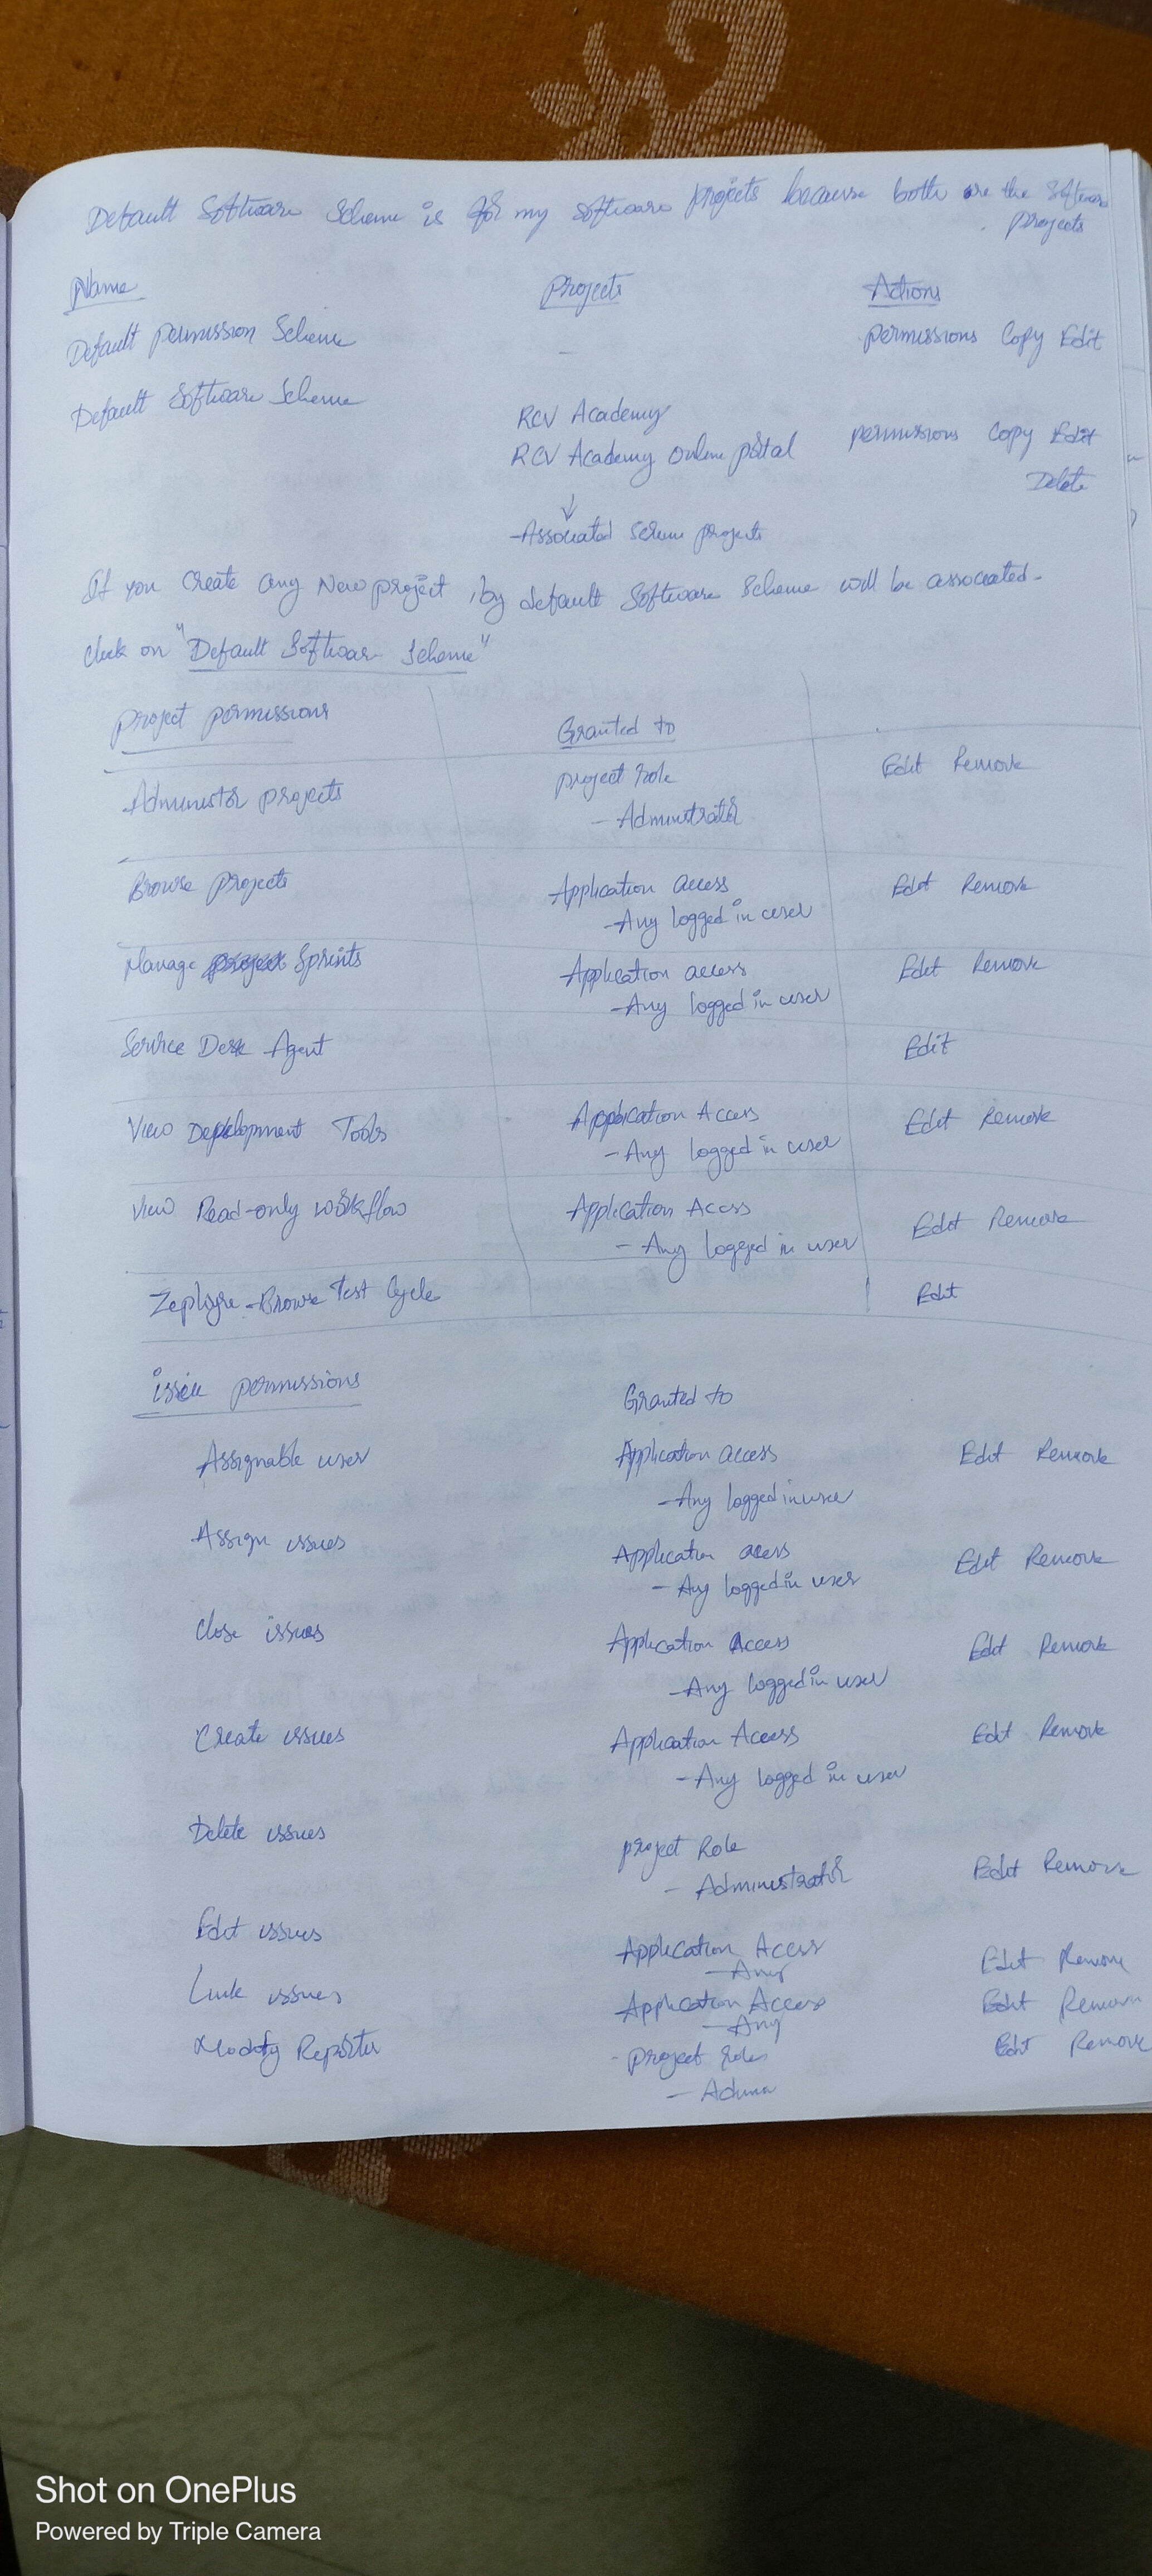 Default Software Scheme is for my software projects because both are the software
projects
Name Projects Actions
Default permission Scheme - permissions Copy Edit
Default Software Scheme
RCV Academy
RCV Academy online portal permissions Copy Edit
Delete
↓
-Associated scheme projects
If you create any New project, by default Software Scheme will be associated.
click on "Default Software Scheme"
Project permissions Granted to
Administor projects project role Edit Remove
- Adminstrator
Browse projects Application access Edit Remove
-Any logged in user
Manage Sprints Application access Edit Remove
-Any logged in user
Service Desk Agent Edit
View Deplelopment Tools Application Access Edit Remove
-Any logged in user
View Read-only workflow Application Access Edit Remove
- Any logged in user
Zephyre -Browse Test Cycle Edit
issue permissions Granted to
Assignable user Application access Edit Remove
-Any logged in user
Assign issues Application access Edit Remove
- Any logged in user
Close issues Application Access Edit Remove
-Any logged in user
Create issues Application Access Edit Remove
-Any logged in user
Delete issues project Role Edit Remove
- Administrator
Edit issues Application Access Edit Remove
-Any
Link issues Application Access Edit Remove
-Any
Modify Reporter project roles Edit Remove
- Admin
Shot on OnePlus
Powered by Triple Camera